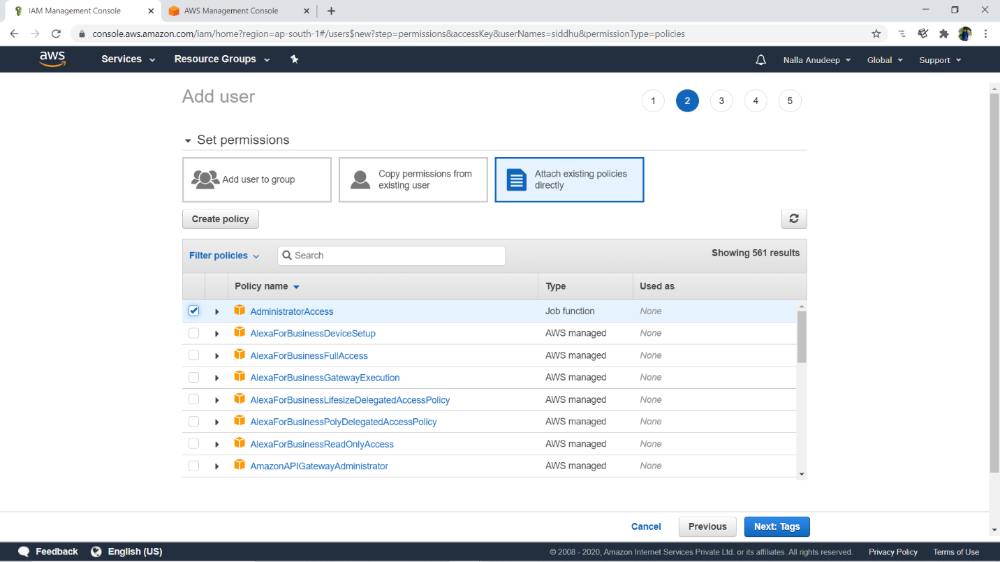 IAM Management Console
AWS Management Console
console.aws.amazon.com/iam/home?region=ap-south-1#/users$new?step=permissions&accessKey&userNames=siddhu&permissionType=policies
aws Services Resource Groups Nalla Anudeep Global Support
Add user
1 2 3 4 5
Set permissions
Add user to group
Copy permissions from
existing user
Attach existing policies
directly
Create policy
Filter policies Search Showing 561 results
Policy name Type Used as
AdministratorAccess Job function None
AlexaForBusinessDeviceSetup AWS managed None
AlexaForBusinessFullAccess AWS managed None
AlexaForBusinessGatewayExecution AWS managed None
AlexaForBusinessLifesizeDelegatedAccessPolicy AWS managed None
AlexaForBusinessPolyDelegatedAccessPolicy AWS managed None
AlexaForBusinessReadOnlyAccess AWS managed None
AmazonAPIGatewayAdministrator AWS managed None
Cancel Previous Next: Tags
Feedback English (US) © 2008 - 2020, Amazon Internet Services Private Ltd. or its affiliates. All rights reserved. Privacy Policy Terms of Use